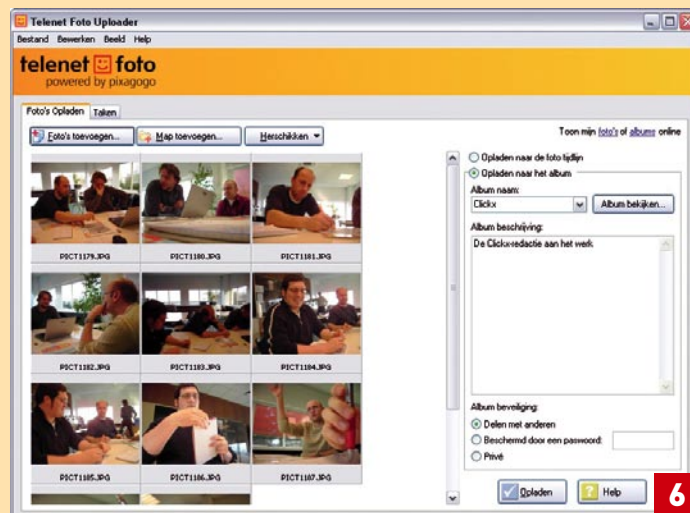 Telenet Foto Uploader
Bestand Bewerken Beeld Help
telenet foto
powered by pixagogo
Foto's Opladen Taken
Foto's toevoegen... Map toevoegen... Herschikken
Toon mijn foto's of albums online
PICT1179.JPG PICT1180.JPG PICT1181.JPG
PICT1182.JPG PICT1183.JPG PICT1184.JPG
PICT1185.JPG PICT1186.JPG PICT1187.JPG
Opladen naar de foto tijdlijn
Opladen naar het album
Album naam:
Clickx Album bekijken...
Album beschrijving:
De Clickx-redactie aan het werk
Album beveiliging:
Delen met anderen
Beschermd door een paswoord:
Privé
Opladen Help
6